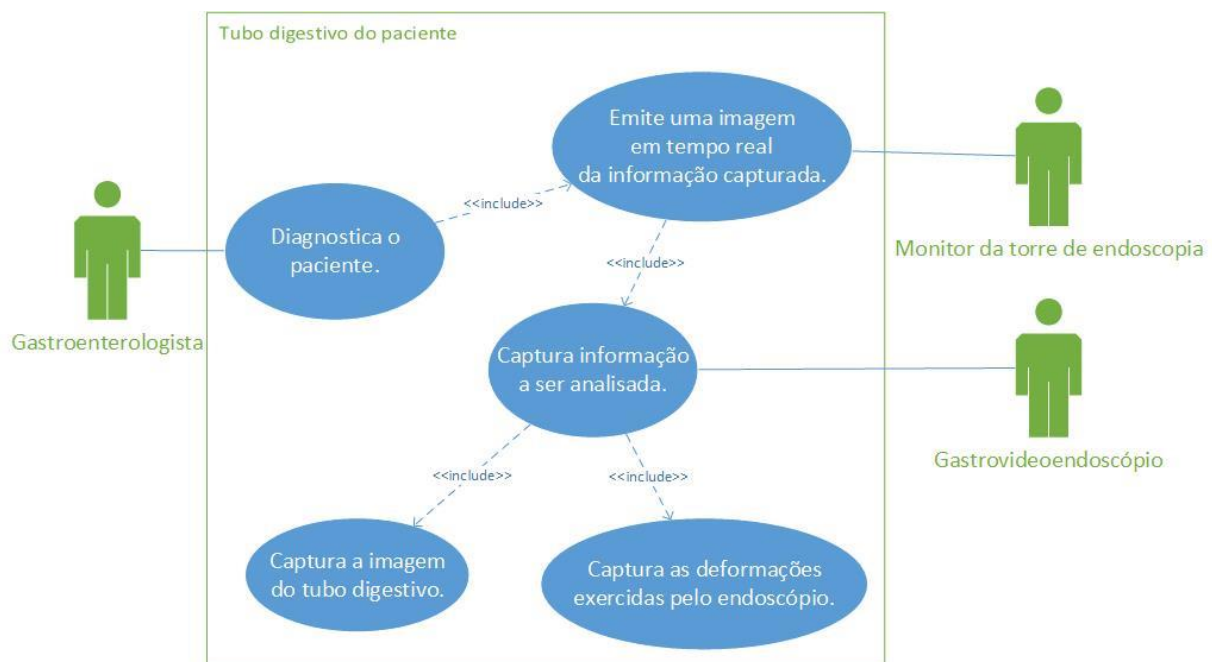 Tubo digestivo do paciente
Emite uma imagem
em tempo real
da informação capturada.
<<include>>
Diagnostica o
paciente.
Monitor da torre de endoscopia
<<include>>
Gastroenterologista
Captura informação
a ser analisada.
Gastrovideoendoscópio
<<include>>
<<include>>
Captura a imagem
do tubo digestivo.
Captura as deformações
exercidas pelo endoscópio.